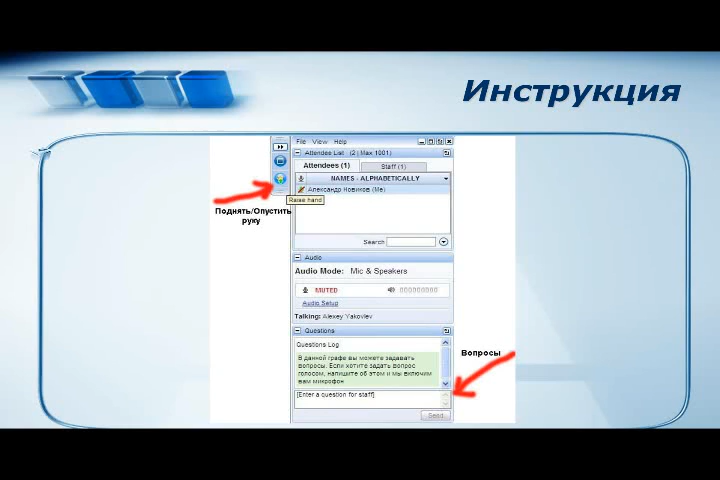 Инструкция
File View Help
Attendee List - (2 | Max 1001)
Attendees (1) Staff (1)
NAMES - ALPHABETICALLY
Александр Новиков (Me)
Raise hand
Поднять/Опустить
руку
Search
Audio
Audio Mode: Mic & Speakers
MUTED
Audio Setup
Talking: Alexey Yakovlev
Questions
Questions Log
Вопросы
В данной графе вы можете задавать
вопросы. Если хотите задать вопрос
голосом, напишите об этом и мы включим
вам микрофон
[Enter a question for staff]
Send